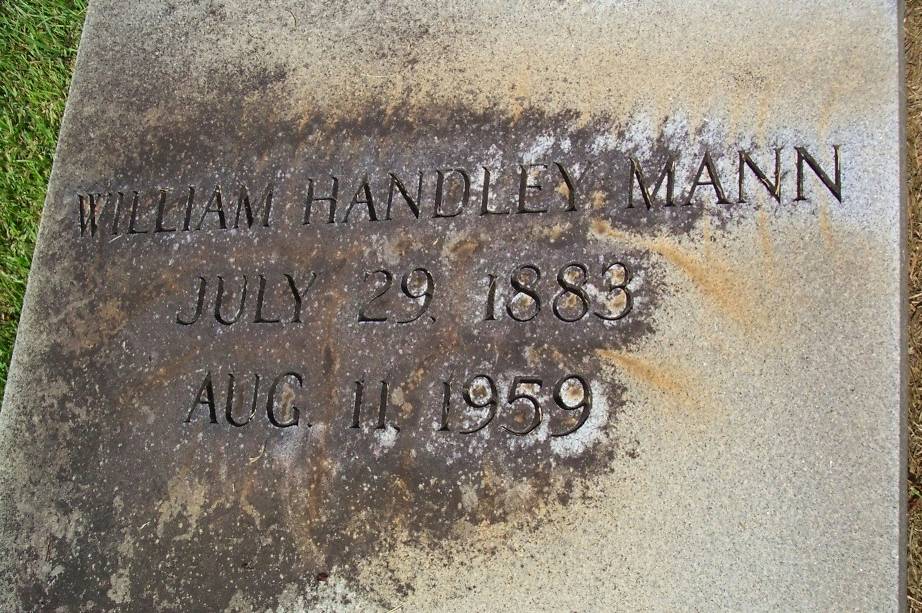 WILLIAM HANDLEY MANN
JULY 29, 1883
AUG. 11, 1959